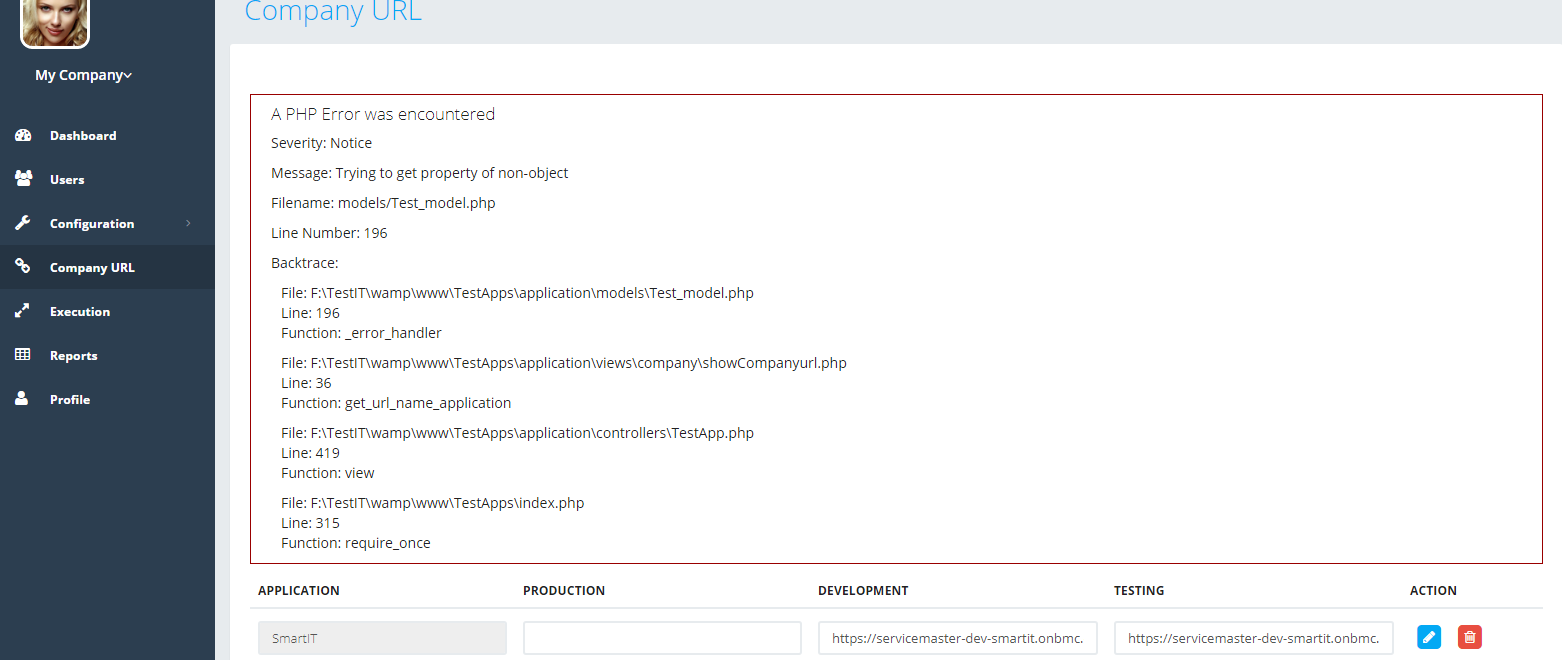 Company URL
My Company
Dashboard
Users
Configuration
Company URL
Execution
Reports
Profile
A PHP Error was encountered
Severity: Notice
Message: Trying to get property of non-object
Filename: models/Test_model.php
Line Number: 196
Backtrace:
File: F:\TestIT\wamp\www\TestApps\application\models\Test_model.php
Line: 196
Function: _error_handler
File: F:\TestIT\wamp\www\TestApps\application\views\company\showCompanyurl.php
Line: 36
Function: get_url_name_application
File: F:\TestIT\wamp\www\TestApps\application\controllers\TestApp.php
Line: 419
Function: view
File: F:\TestIT\wamp\www\TestApps\index.php
Line: 315
Function: require_once
APPLICATION PRODUCTION DEVELOPMENT TESTING ACTION
SmartIT https://servicemaster-dev-smartit.onbmc. https://servicemaster-dev-smartit.onbmc.